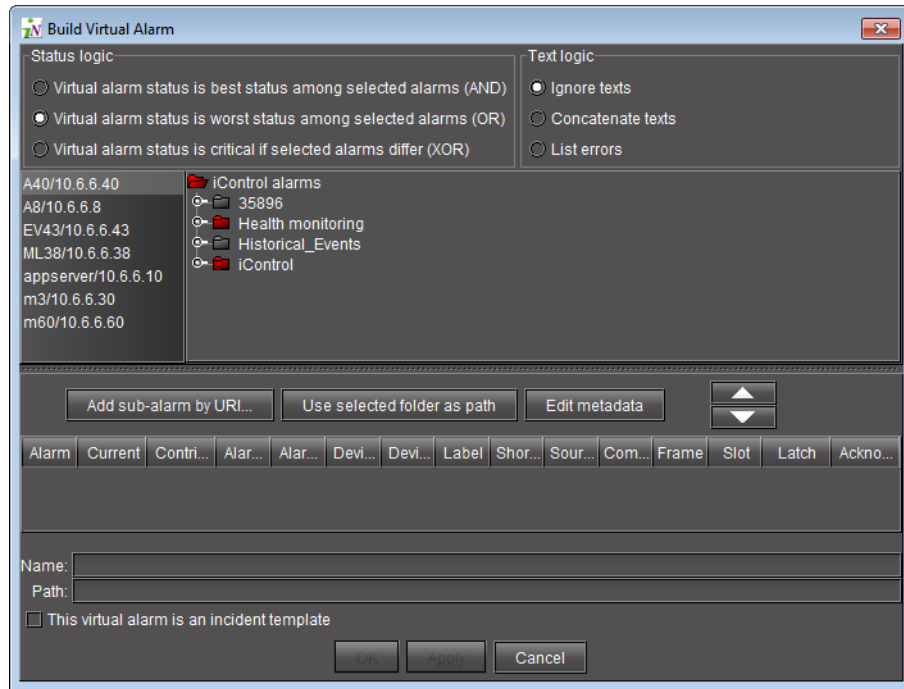 iN Build Virtual Alarm
Status logic
Virtual alarm status is best status among selected alarms (AND)
Virtual alarm status is worst status among selected alarms (OR)
Virtual alarm status is critical if selected alarms differ (XOR)
Text logic
Ignore texts
Concatenate texts
List errors
A40/10.6.6.40
A8/10.6.6.8
EV43/10.6.6.43
ML38/10.6.6.38
appserver/10.6.6.10
m3/10.6.6.30
m60/10.6.6.60
iControl alarms
35896
Health monitoring
Historical_Events
iControl
Add sub-alarm by URI... Use selected folder as path Edit metadata
Alarm Current Contri... Alar... Alar... Devi... Devi... Label Shor... Sour... Com... Frame Slot Latch Ackno...
Name:
Path:
This virtual alarm is an incident template
OK Apply Cancel